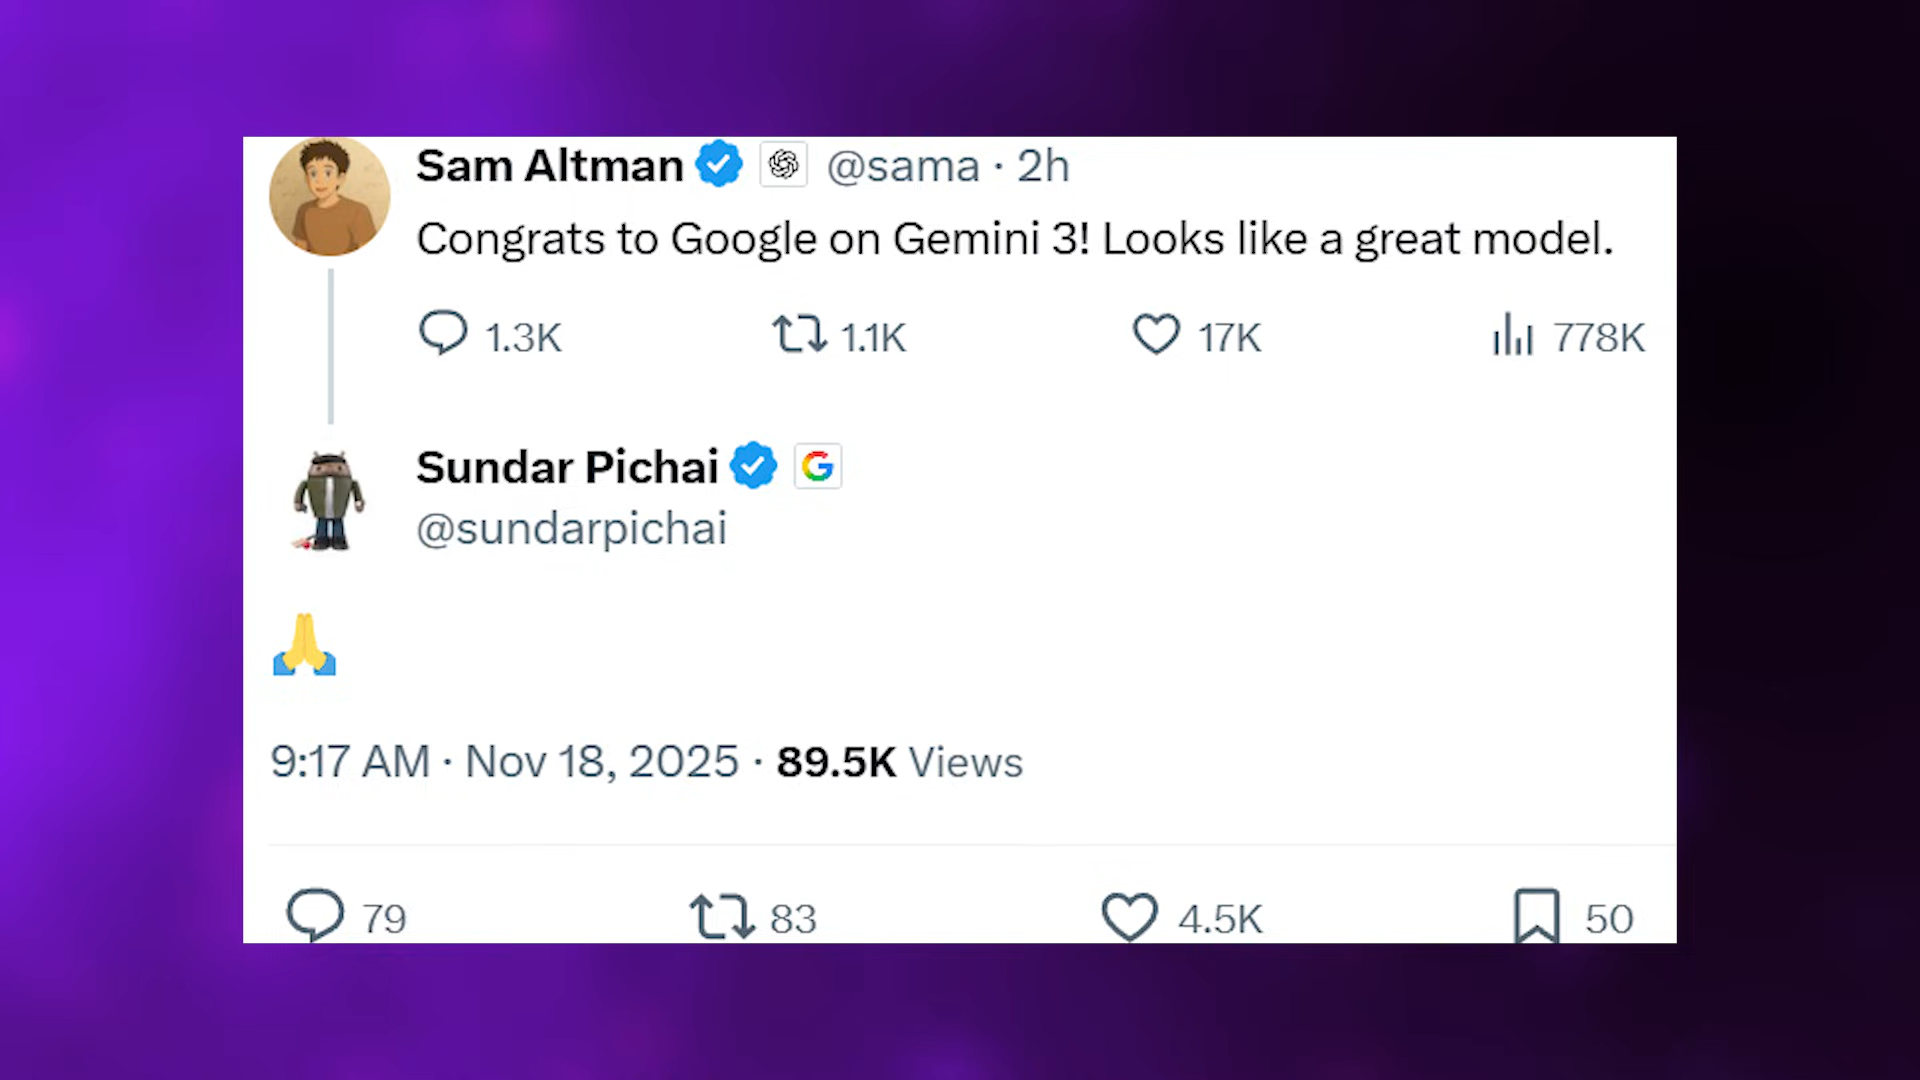 Sam Altman @sama · 2h
Congrats to Google on Gemini 3! Looks like a great model.
1.3K 1.1K 17K 778K
Sundar Pichai
@sundarpichai
🙏
9:17 AM · Nov 18, 2025 · 89.5K Views
79 83 4.5K 50